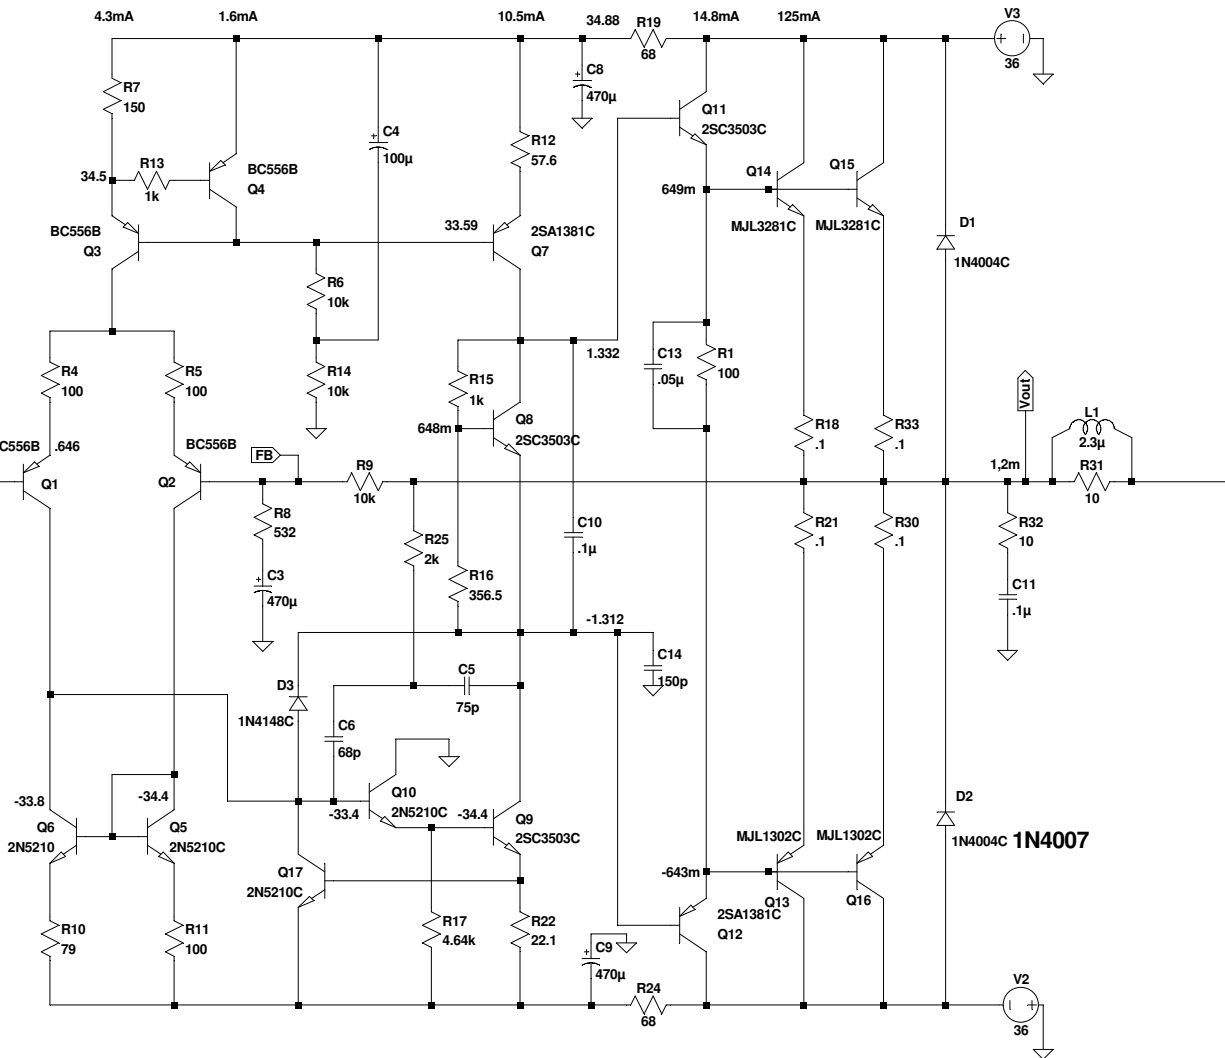 4.3mA
1.6mA
10.5mA
34.88
R19
68
14.8mA
125mA
V3
36
R7
150
C4
100µ
C8
470µ
R12
57.6
Q11
2SC3503C
34.5
R13
1k
BC556B
Q4
649m
Q14
MJL3281C
Q15
MJL3281C
D1
1N4004C
BC556B
Q3
33.59
2SA1381C
Q7
R6
10k
R4
100
R5
100
R14
10k
R15
1k
1.332
C13
.05µ
R1
100
C556B
.646
Q1
BC556B
Q2
FB
648m
Q8
2SC3503C
R18
.1
R33
.1
Vout
L1
2.3µ
R9
10k
1,2m
R31
10
R8
532
C3
470µ
R25
2k
R16
356.5
C10
.1µ
R21
.1
R30
.1
R32
10
C11
.1µ
-1.312
C14
150p
D3
1N4148C
C5
75p
C6
68p
-33.8
Q6
2N5210
-34.4
Q5
2N5210C
Q10
2N5210C
-33.4
-34.4
Q9
2SC3503C
MJL1302C
Q13
MJL1302C
Q16
D2
1N4004C
1N4007
Q17
2N5210C
-643m
2SA1381C
Q12
R10
79
R11
100
R17
4.64k
R22
22.1
C9
470µ
R24
68
V2
36